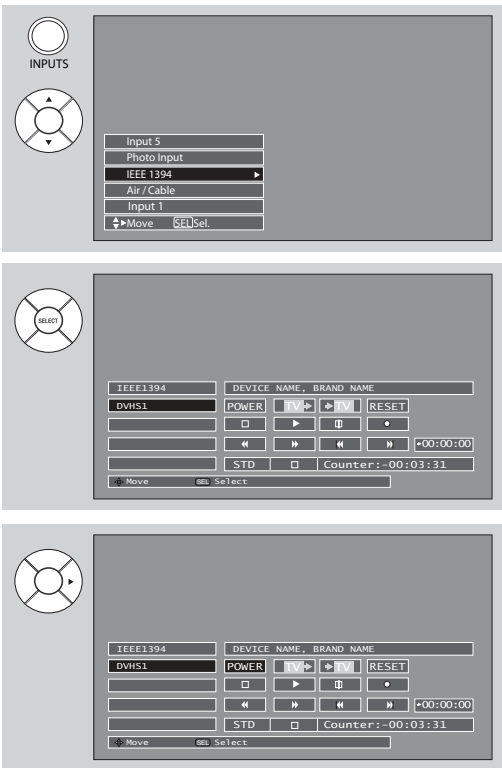 INPUTS
Input 5
Photo Input
IEEE 1394
Air / Cable
Input 1
Move SEL Sel.
SELECT
IEEE1394 DEVICE NAME, BRAND NAME
DVHS1 POWER TV TV RESET
00:00:00
STD Counter:-00:03:31
Move SEL Select
IEEE1394 DEVICE NAME, BRAND NAME
DVHS1 POWER TV TV RESET
00:00:00
STD Counter:-00:03:31
Move SEL Select